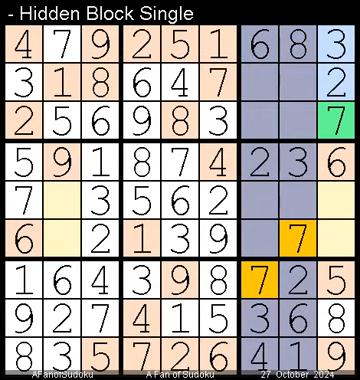 - Hidden Block Single
4 7 9 2 5 1 6 8 3
3 1 8 6 4 7 2
2 5 6 9 8 3 7
5 9 1 8 7 4 2 3 6
7 3 5 6 2
6 2 1 3 9 7
1 6 4 3 9 8 7 2 5
9 2 7 4 1 5 3 6 8
8 3 5 7 2 6 4 1 9
AFanofSudoku A Fan of Sudoku 27 October 2024